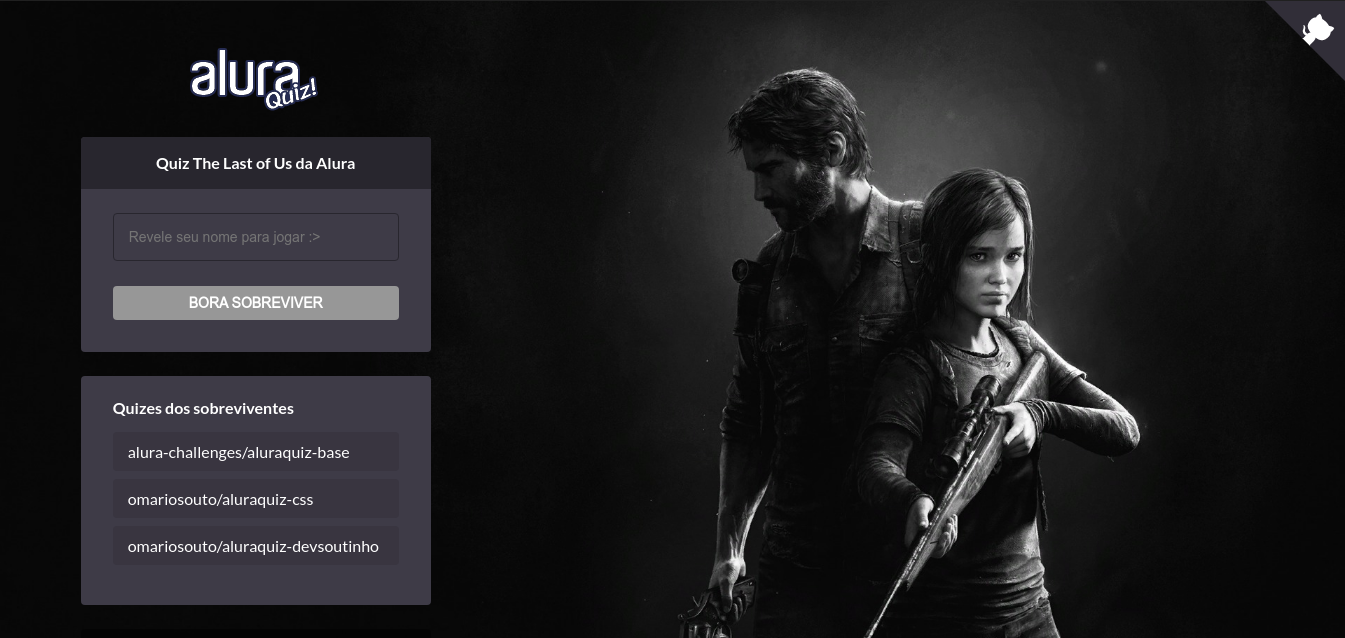 alura
Quiz!
Quiz The Last of Us da Alura
Revele seu nome para jogar :>
BORA SOBREVIVER
Quizes dos sobreviventes
alura-challenges/aluraquiz-base
omariosouto/aluraquiz-css
omariosouto/aluraquiz-devsoutinho